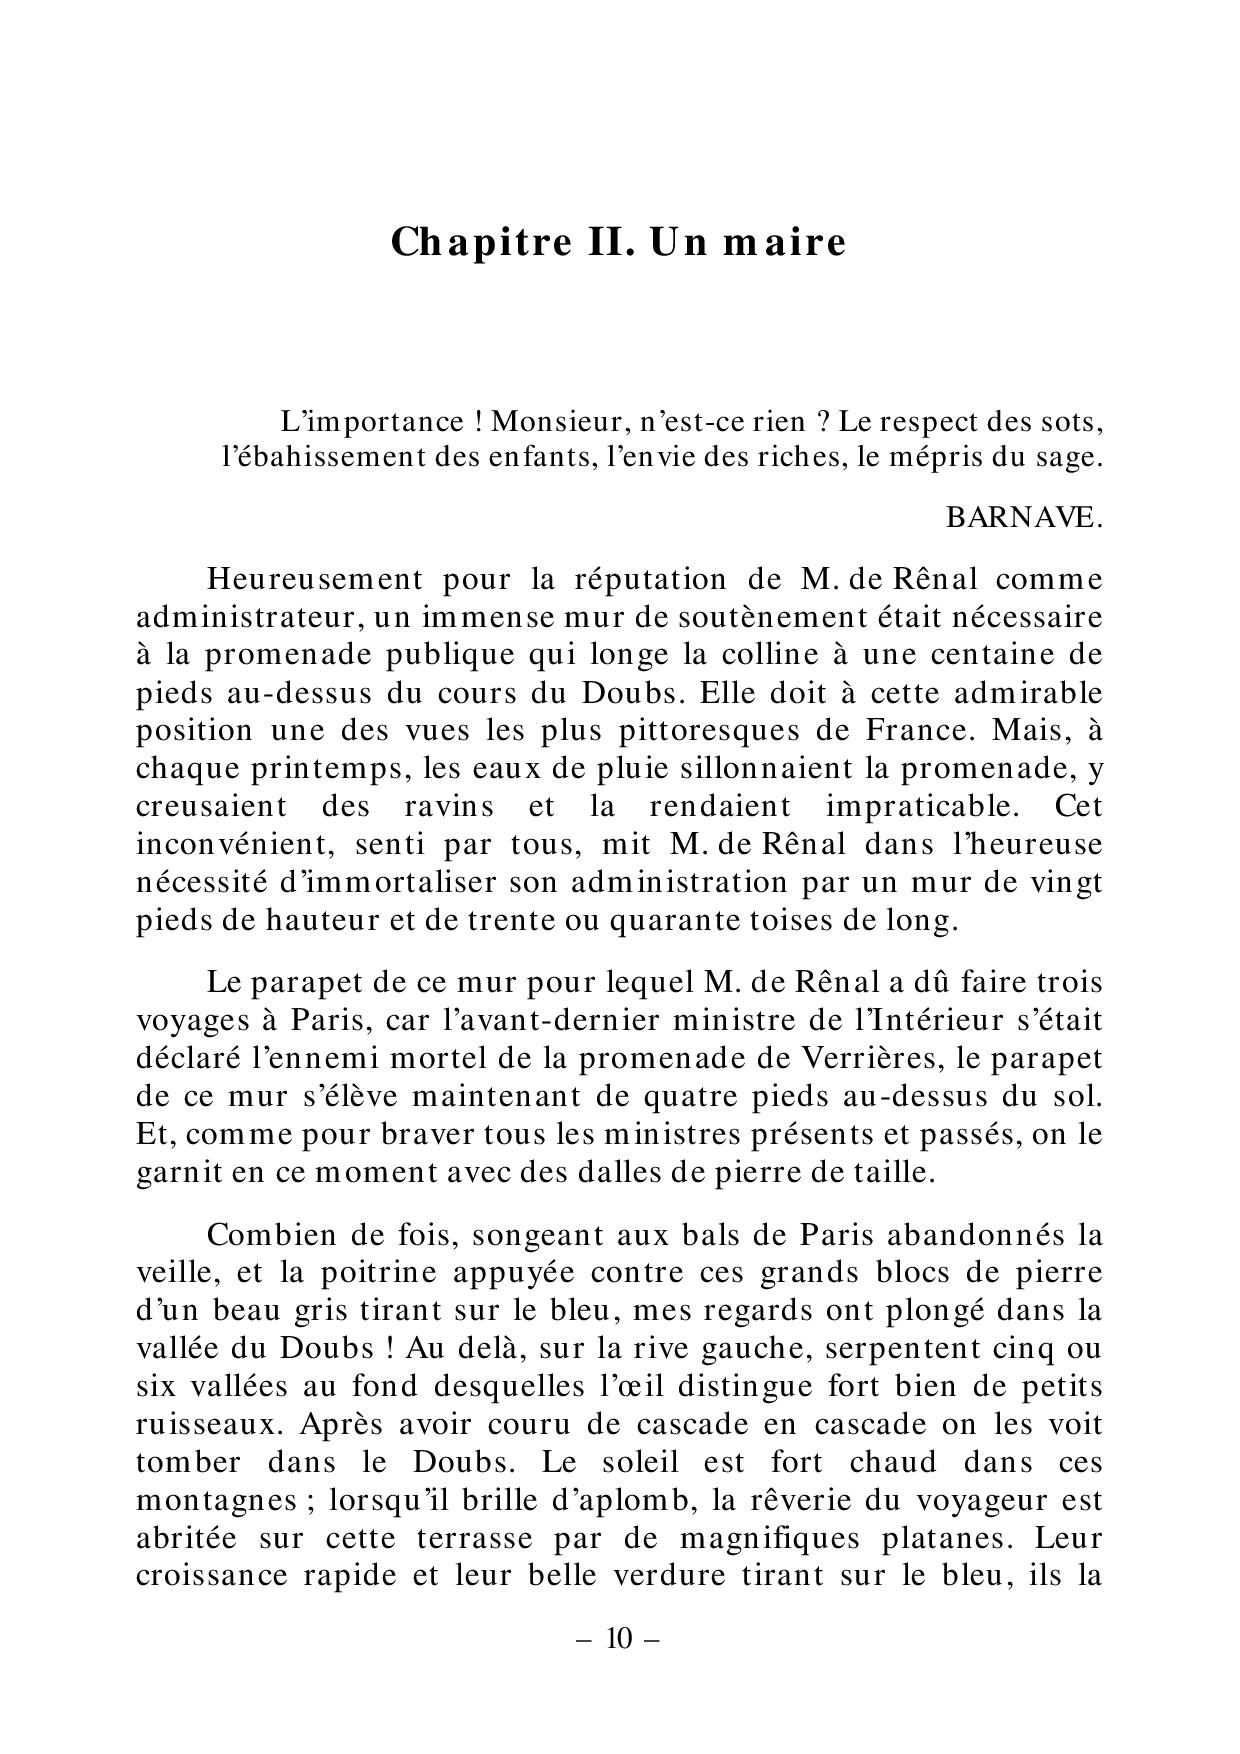 Chapitre II. Un maire
L’importance ! Monsieur, n’est-ce rien ? Le respect des sots,
l’ébahissement des enfants, l’envie des riches, le mépris du sage.
BARNAVE.
Heureusement pour la réputation de M. de Rênal comme
administrateur, un immense mur de soutènement était nécessaire
à la promenade publique qui longe la colline à une centaine de
pieds au-dessus du cours du Doubs. Elle doit à cette admirable
position une des vues les plus pittoresques de France. Mais, à
chaque printemps, les eaux de pluie sillonnaient la promenade, y
creusaient des ravins et la rendaient impraticable. Cet
inconvénient, senti par tous, mit M. de Rênal dans l’heureuse
nécessité d’immortaliser son administration par un mur de vingt
pieds de hauteur et de trente ou quarante toises de long.
Le parapet de ce mur pour lequel M. de Rênal a dû faire trois
voyages à Paris, car l’avant-dernier ministre de l’Intérieur s’était
déclaré l’ennemi mortel de la promenade de Verrières, le parapet
de ce mur s’élève maintenant de quatre pieds au-dessus du sol.
Et, comme pour braver tous les ministres présents et passés, on le
garnit en ce moment avec des dalles de pierre de taille.
Combien de fois, songeant aux bals de Paris abandonnés la
veille, et la poitrine appuyée contre ces grands blocs de pierre
d’un beau gris tirant sur le bleu, mes regards ont plongé dans la
vallée du Doubs ! Au delà, sur la rive gauche, serpentent cinq ou
six vallées au fond desquelles l’œil distingue fort bien de petits
ruisseaux. Après avoir couru de cascade en cascade on les voit
tomber dans le Doubs. Le soleil est fort chaud dans ces
montagnes ; lorsqu’il brille d’aplomb, la rêverie du voyageur est
abritée sur cette terrasse par de magnifiques platanes. Leur
croissance rapide et leur belle verdure tirant sur le bleu, ils la
– 10 –